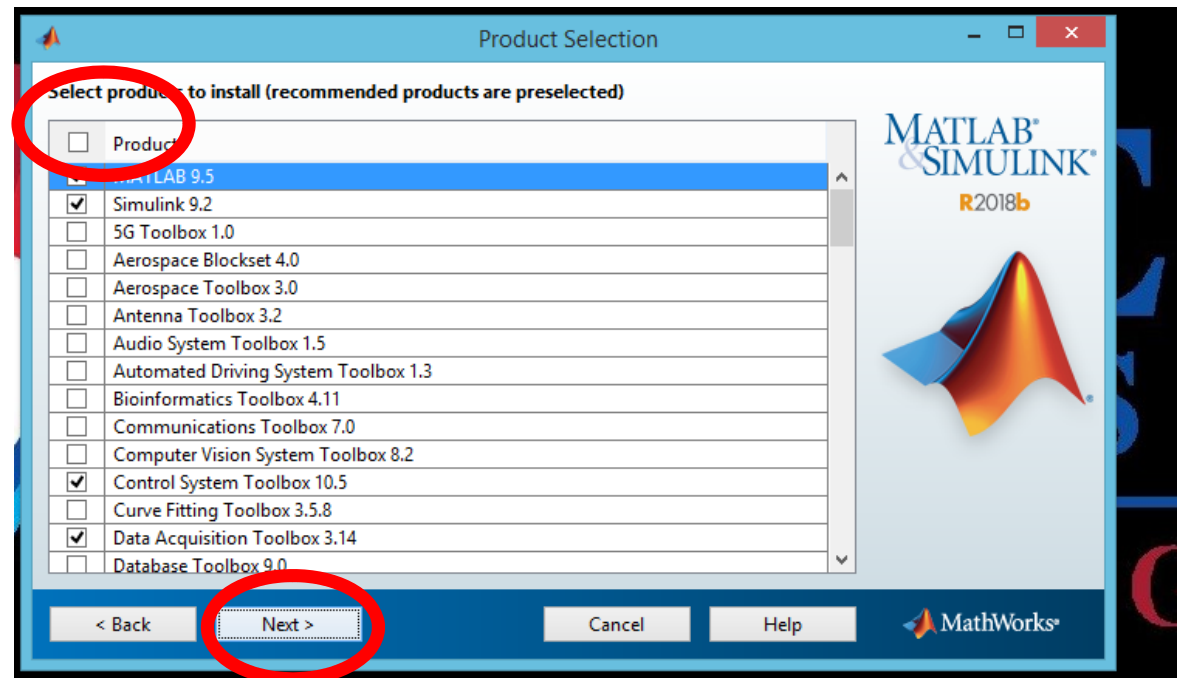 Product Selection
Select products to install (recommended products are preselected)
Product
MATLAB 9.5
Simulink 9.2
5G Toolbox 1.0
Aerospace Blockset 4.0
Aerospace Toolbox 3.0
Antenna Toolbox 3.2
Audio System Toolbox 1.5
Automated Driving System Toolbox 1.3
Bioinformatics Toolbox 4.11
Communications Toolbox 7.0
Computer Vision System Toolbox 8.2
Control System Toolbox 10.5
Curve Fitting Toolbox 3.5.8
Data Acquisition Toolbox 3.14
Database Toolbox 9.0
MATLAB®
&SIMULINK®
R2018b
< Back
Next >
Cancel
Help
MathWorks®